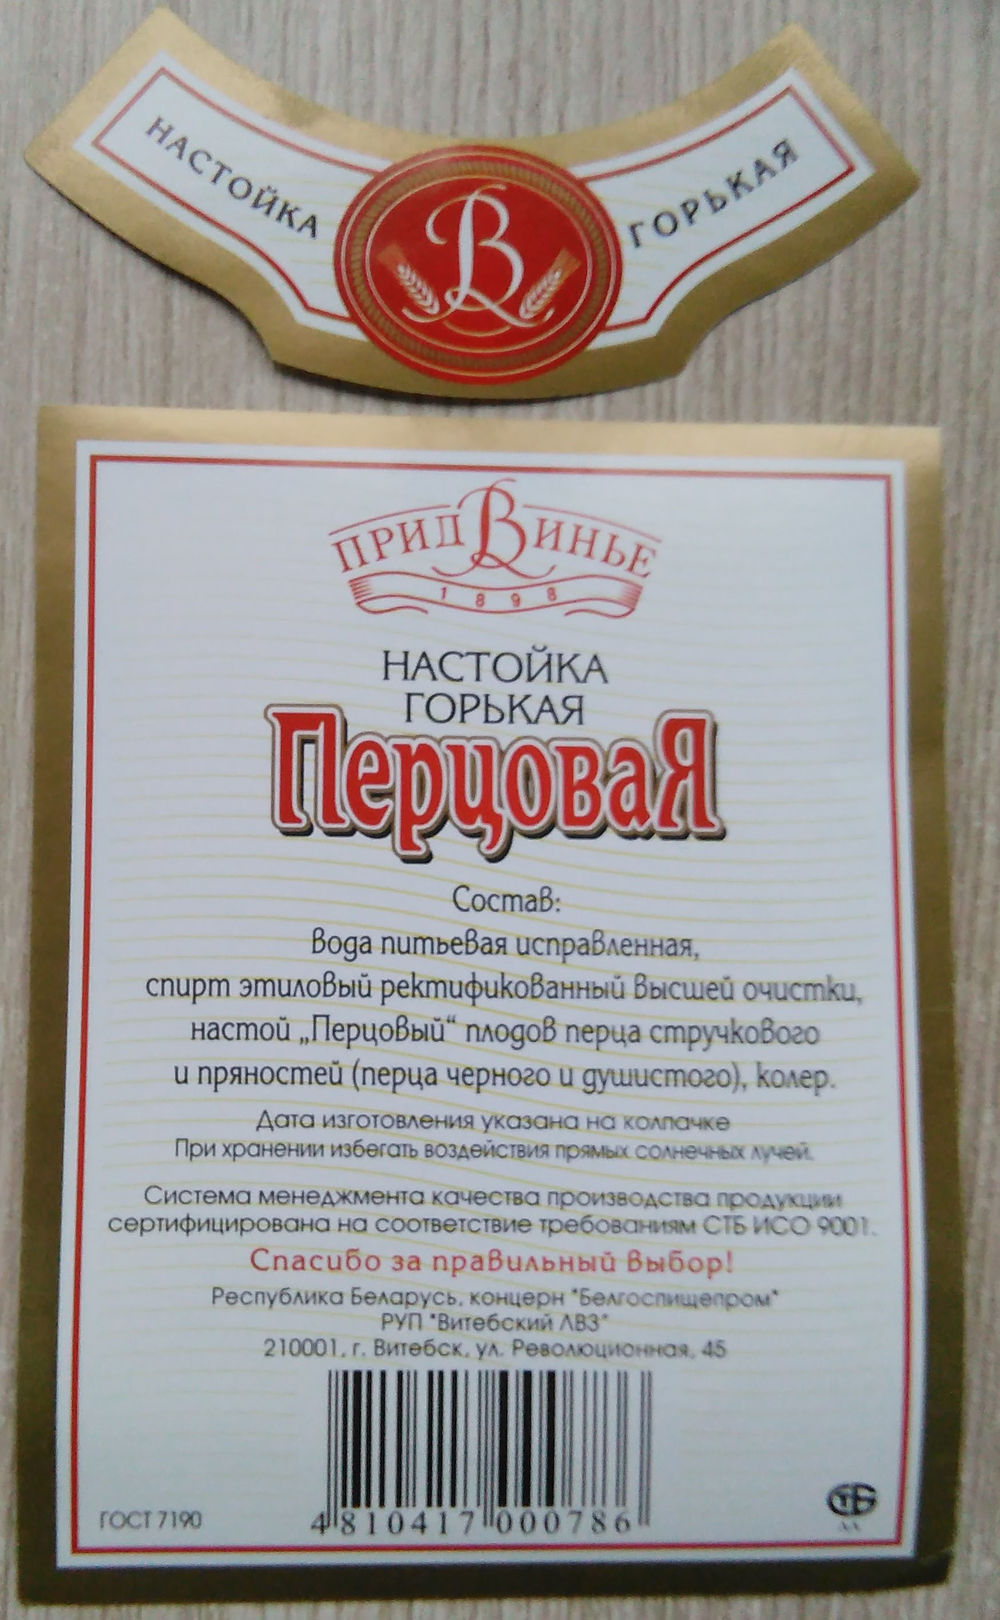 НАСТОЙКА
В
ГОРЬКАЯ
ПРИДВИНЬЕ
1898
НАСТОЙКА
ГОРЬКАЯ
ПерцоваЯ
Состав:
вода питьевая исправленная,
спирт этиловый ректификованный высшей очистки,
настой „Перцовый“ плодов перца стручкового
и пряностей (перца черного и душистого), колер.
Дата изготовления указана на колпачке
При хранении избегать воздействия прямых солнечных лучей.
Система менеджмента качества производства продукции
сертифицирована на соответствие требованиям СТБ ИСО 9001.
Спасибо за правильный выбор!
Республика Беларусь, концерн "Белгоспищепром"
РУП "Витебский ЛВЗ"
210001, г. Витебск, ул. Революционная, 45
ГОСТ 7190
4 810417 000786
СТБ